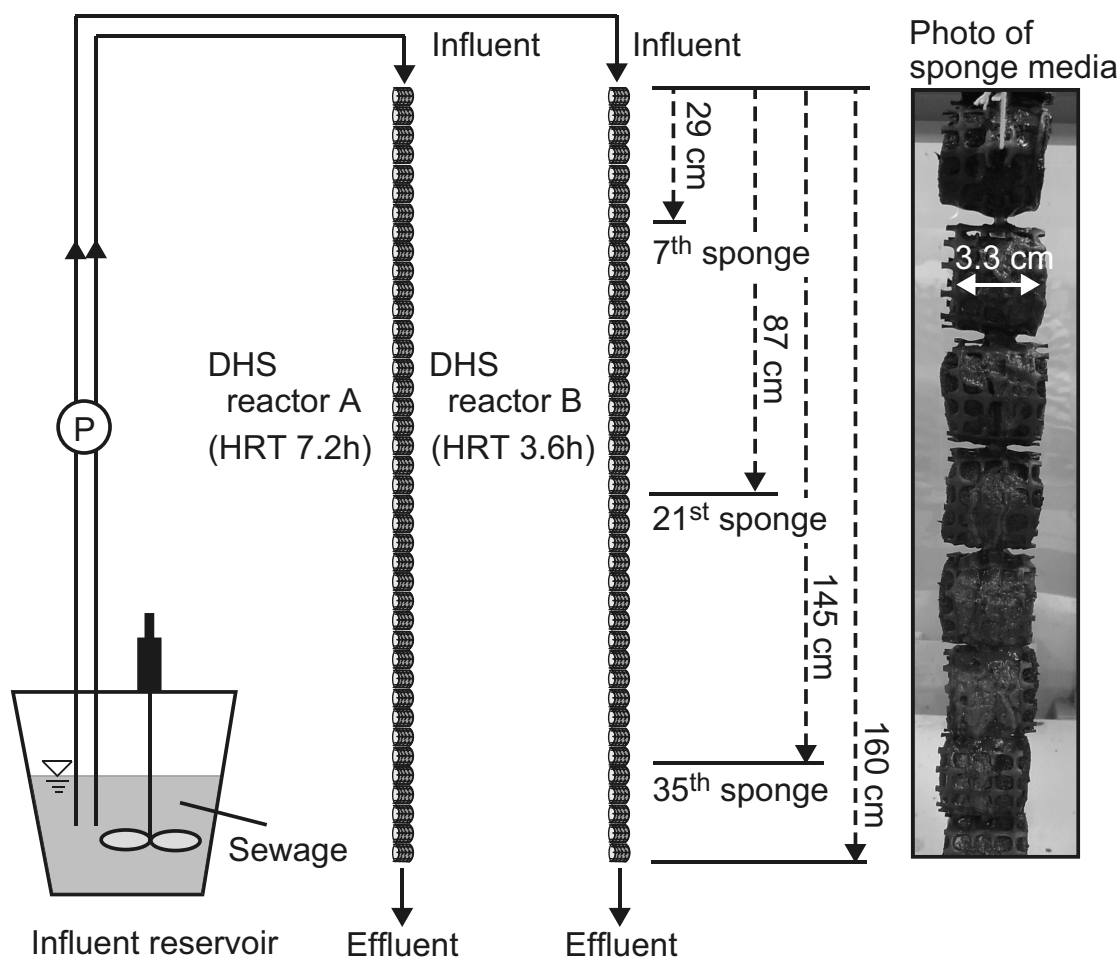 Influent
Influent
Photo of
sponge media
29 cm
7th sponge
3.3 cm
87 cm
DHS
reactor A
(HRT 7.2h)
DHS
reactor B
(HRT 3.6h)
P
21st sponge
145 cm
35th sponge
160 cm
Sewage
Influent reservoir
Effluent
Effluent